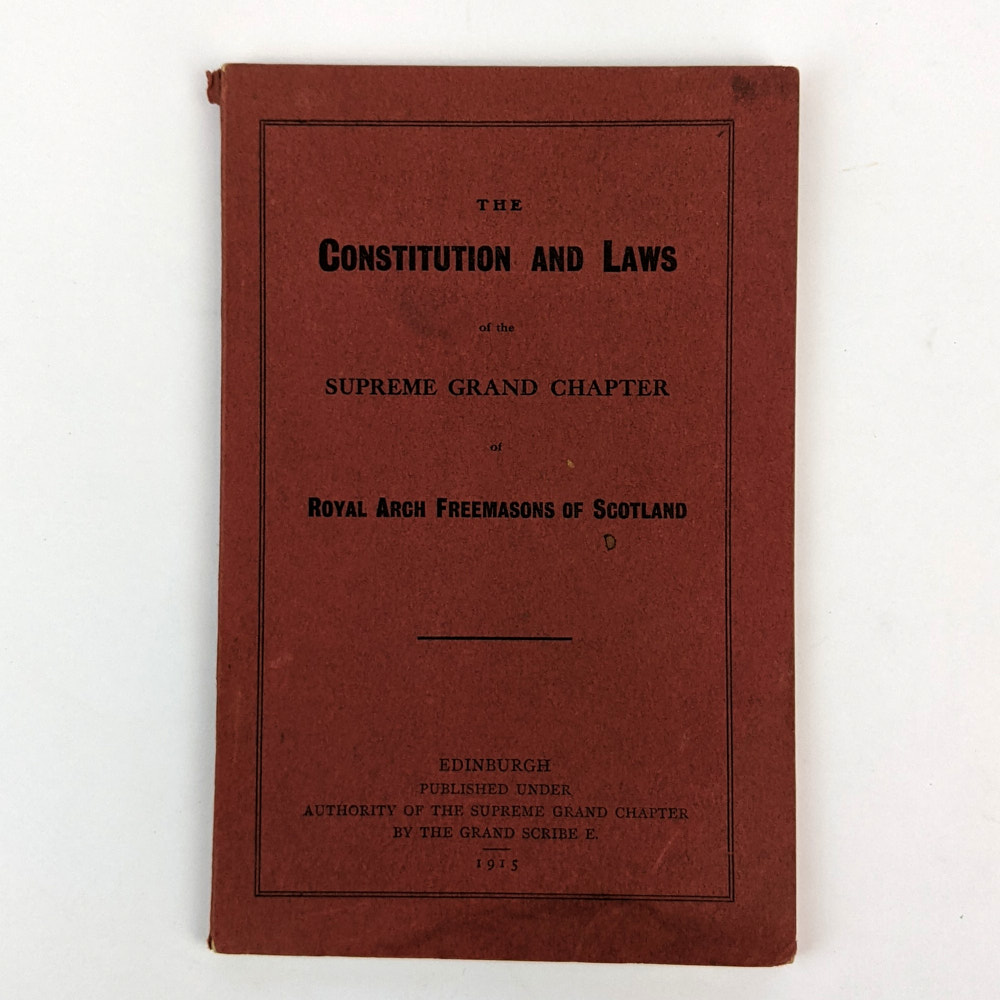 THE
CONSTITUTION AND LAWS
of the
SUPREME GRAND CHAPTER
of
ROYAL ARCH FREEMASONS OF SCOTLAND
EDINBURGH
PUBLISHED UNDER
AUTHORITY OF THE SUPREME GRAND CHAPTER
BY THE GRAND SCRIBE E.
1915